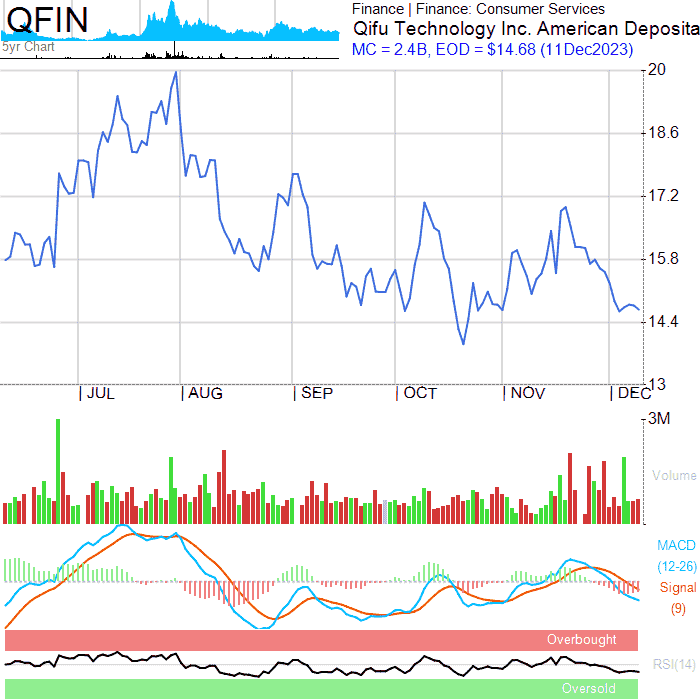 QFIN
5yr Chart
Finance | Finance: Consumer Services
Qifu Technology Inc. American Deposita
MC = 2.4B, EOD = $14.68 (11Dec2023)
20
18.6
17.2
15.8
14.4
13
| JUL
| AUG
| SEP
| OCT
| NOV
| DEC
3M
Volume
MACD
(12-26)
Signal
(9)
Overbought
RSI(14)
Oversold